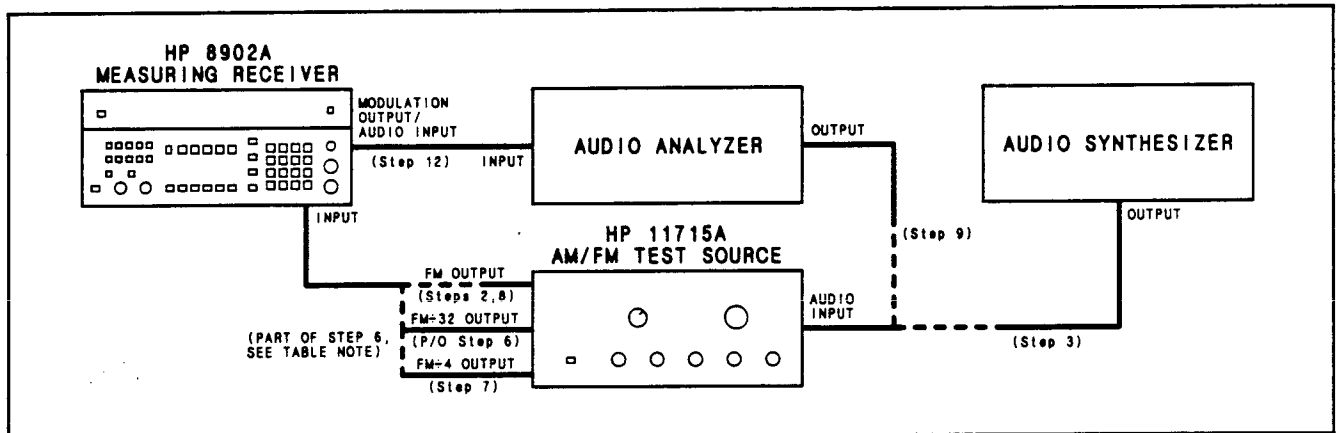 HP 8902A
MEASURING RECEIVER
MODULATION
OUTPUT/
AUDIO INPUT
(Step 12)
INPUT
AUDIO ANALYZER
OUTPUT
AUDIO SYNTHESIZER
OUTPUT
INPUT
HP 11715A
AM/FM TEST SOURCE
(Step 9)
FM OUTPUT
(Steps 2,8)
FM÷32 OUTPUT
(P/O Step 6)
FM÷4 OUTPUT
(Step 7)
(PART OF STEP 6,
SEE TABLE NOTE)
AUDIO
INPUT
(Step 3)